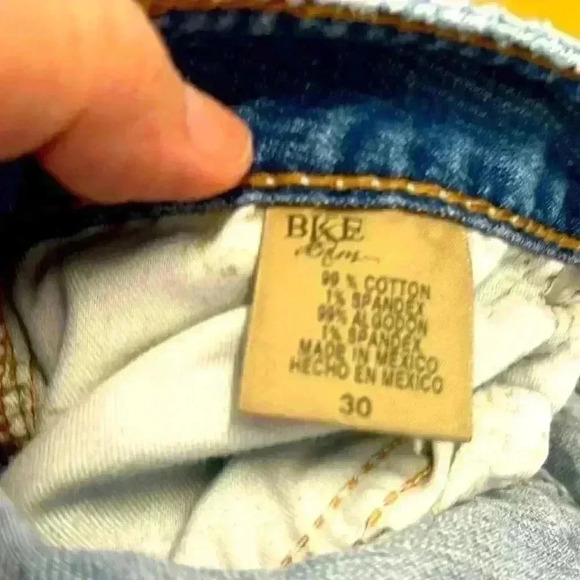 BKE
99 % COTTON
1% SPANDEX
99% ALGODON
1% SPANDEX
MADE IN MEXICO
HECHO EN MEXICO
30